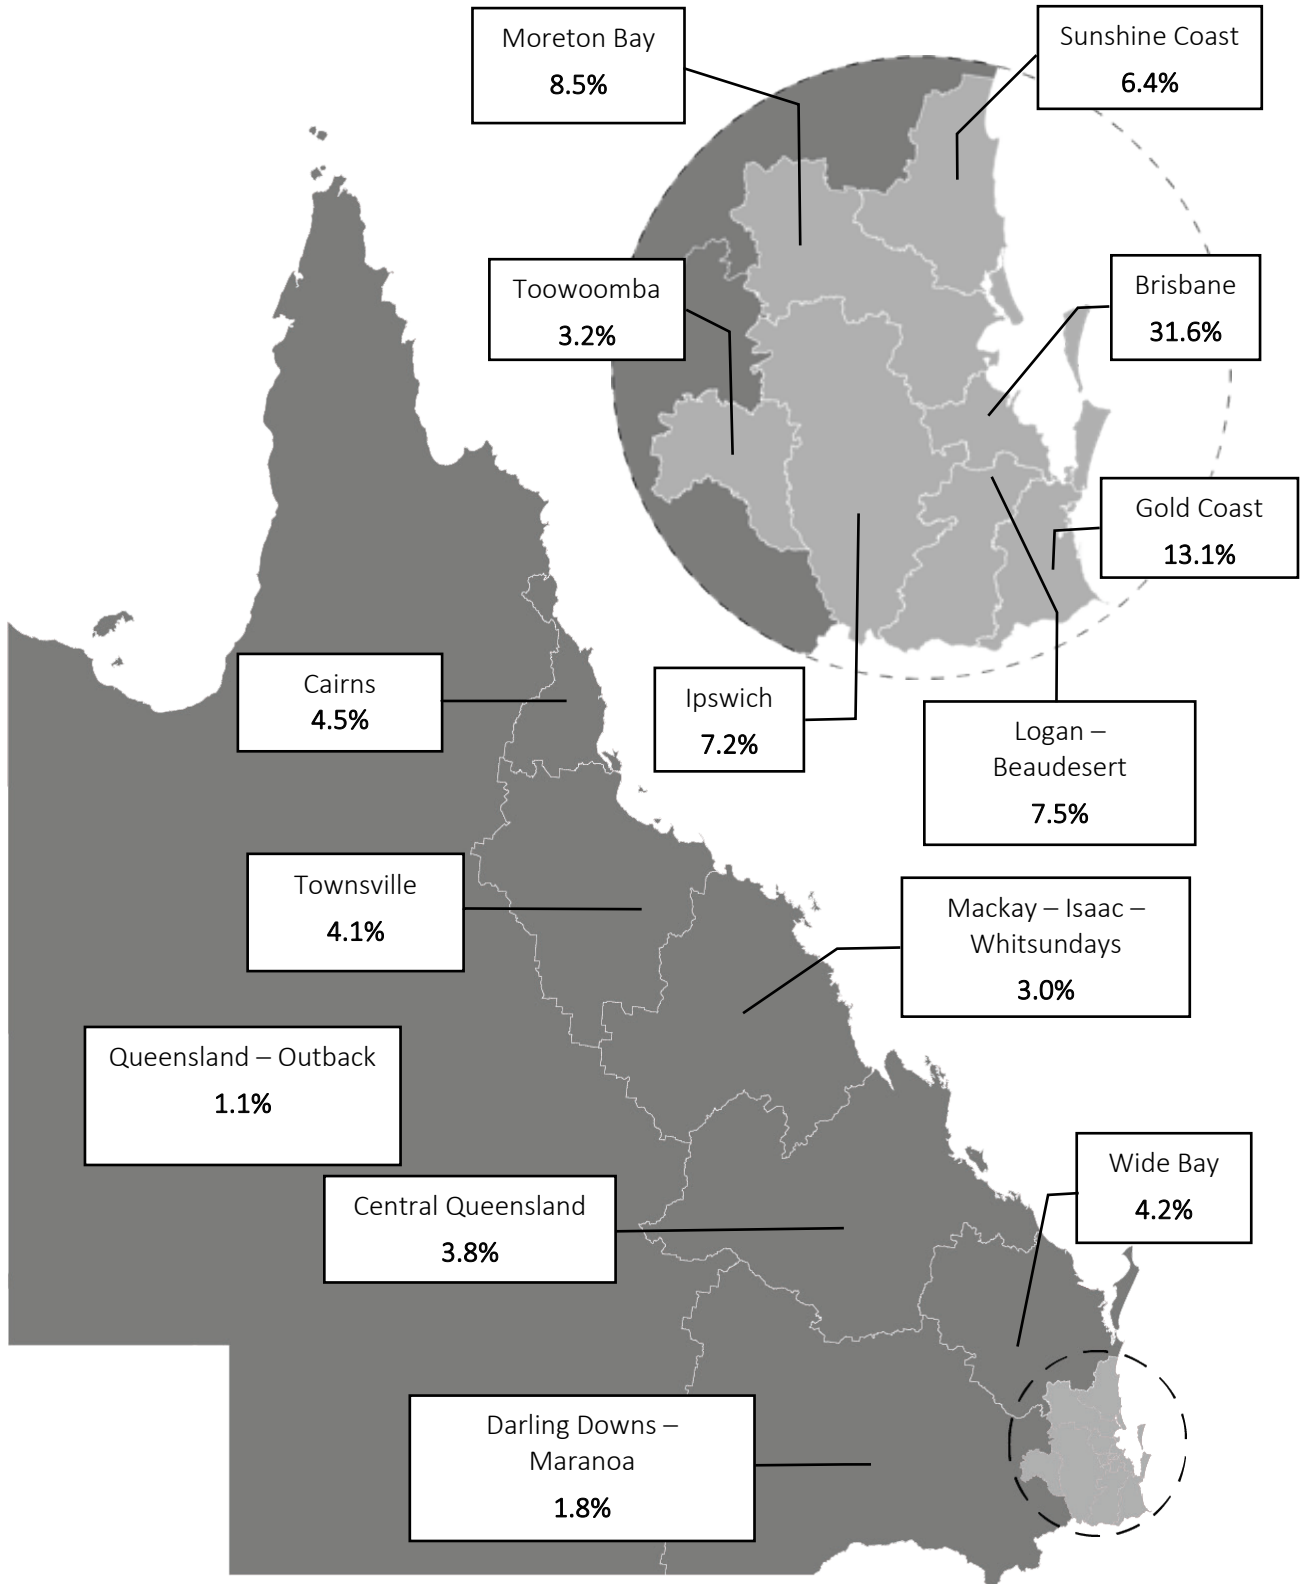 Moreton Bay
8.5%
Sunshine Coast
6.4%
Toowoomba
3.2%
Brisbane
31.6%
Gold Coast
13.1%
Cairns
4.5%
Ipswich
7.2%
Logan –
Beaudesert
7.5%
Townsville
4.1%
Mackay – Isaac –
Whitsundays
3.0%
Queensland – Outback
1.1%
Central Queensland
3.8%
Wide Bay
4.2%
Darling Downs –
Maranoa
1.8%